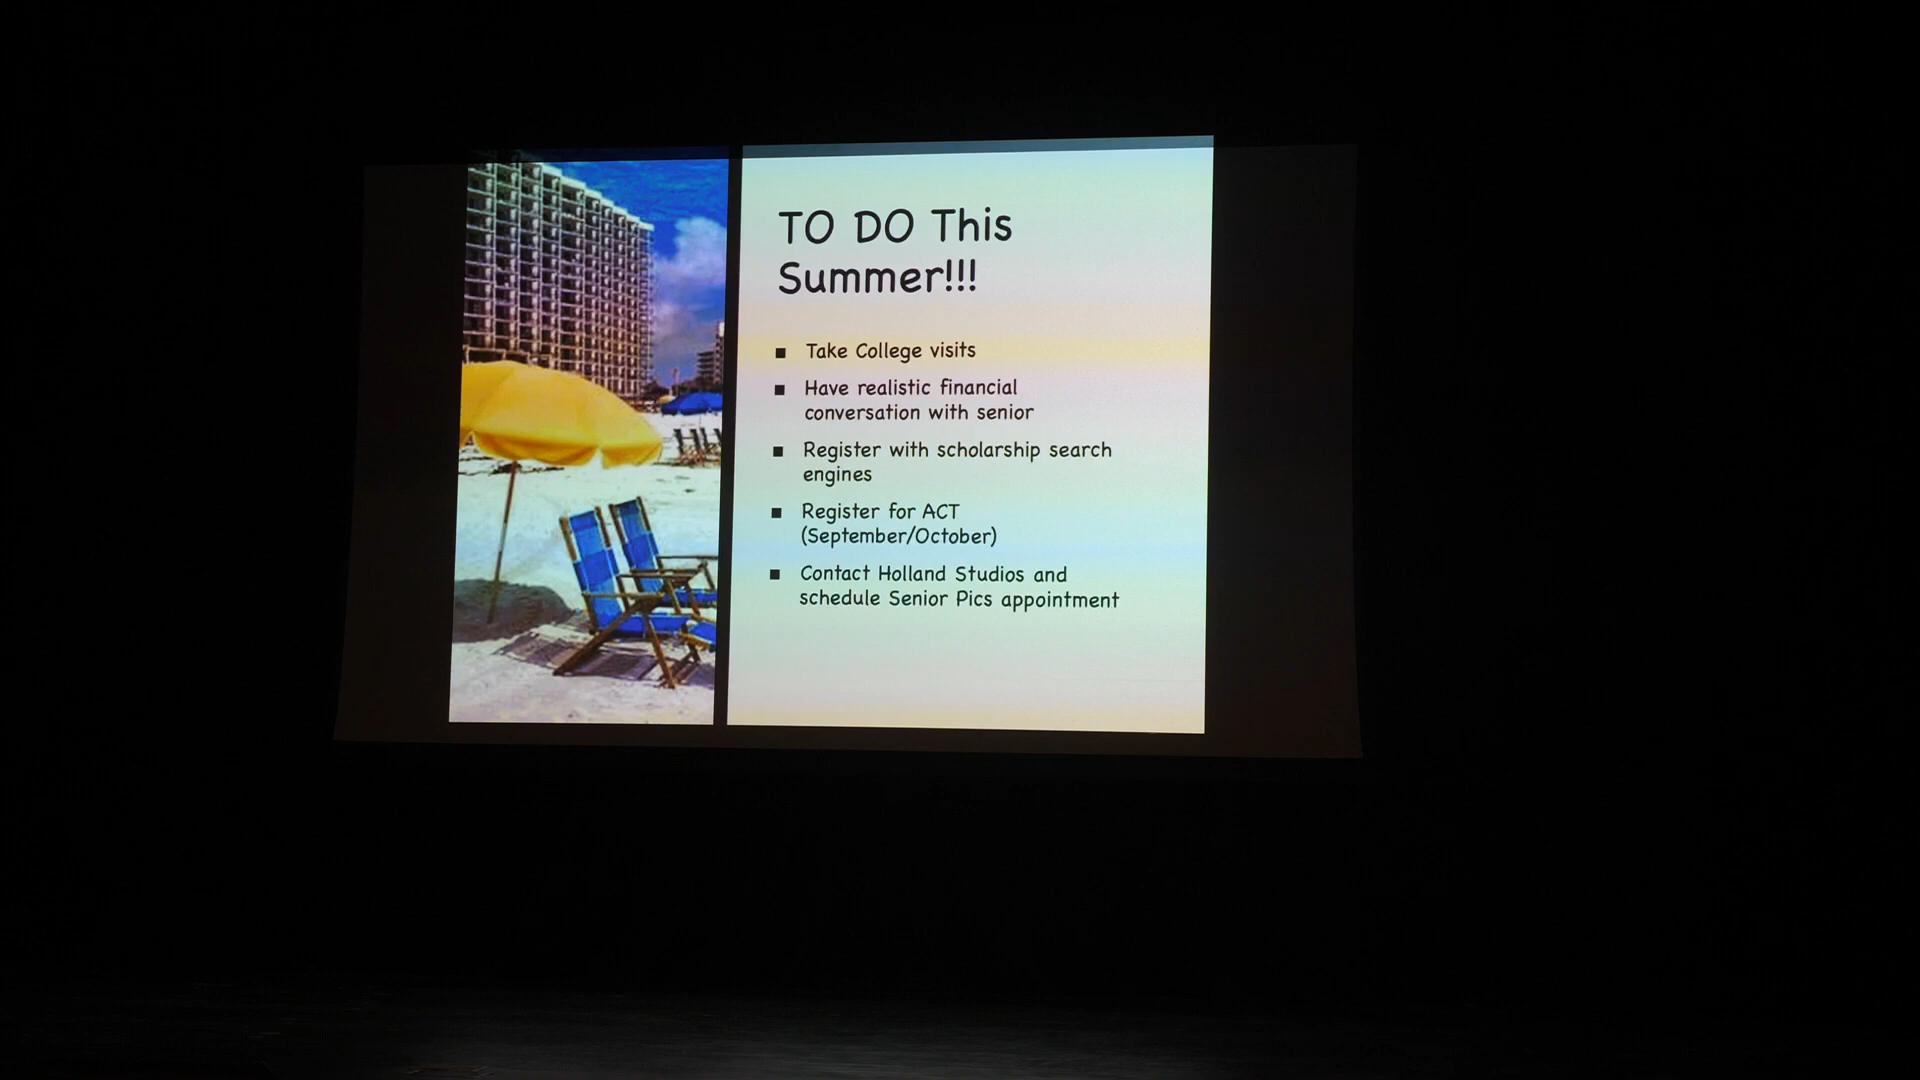 TO DO This
Summer!!!
▪ Take College visits
▪ Have realistic financial
conversation with senior
▪ Register with scholarship search
engines
▪ Register for ACT
(September/October)
▪ Contact Holland Studios and
schedule Senior Pics appointment